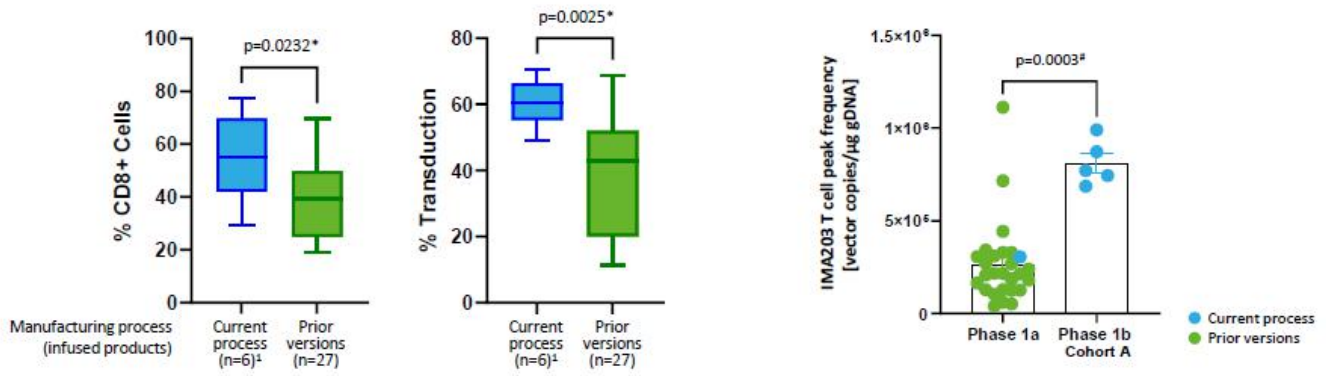 p=0.0232*
% CD8+ Cells
100
80
60
40
20
0
Manufacturing process
(infused products)
Current
process
(n=6)¹
Prior
versions
(n=27)
p=0.0025*
% Transduction
80
60
40
20
0
Current
process
(n=6)¹
Prior
versions
(n=27)
p=0.0003#
IMA203 T cell peak frequency
[vector copies/µg gDNA]
1.5×10⁶
1×10⁶
5×10⁵
0
Phase 1a
Phase 1b
Cohort A
Current process
Prior versions